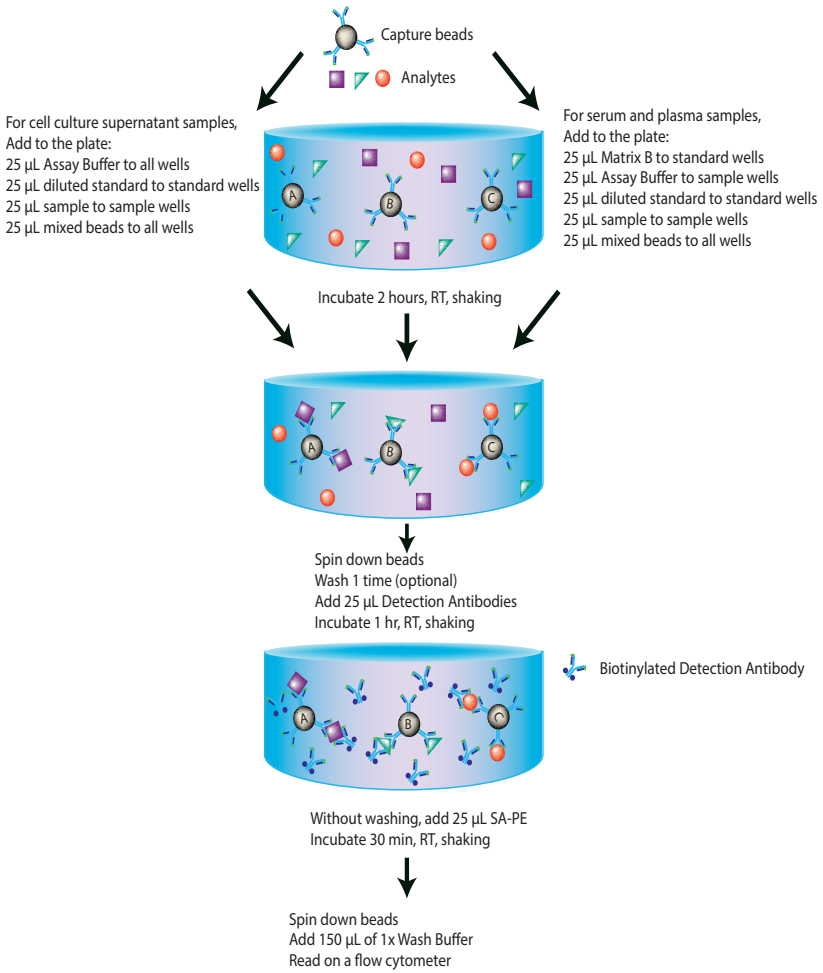 Capture beads
Analytes
For cell culture supernatant samples,
Add to the plate:
25 µL Assay Buffer to all wells
25 µL diluted standard to standard wells
25 µL sample to sample wells
25 µL mixed beads to all wells
For serum and plasma samples,
Add to the plate:
25 µL Matrix B to standard wells
25 µL Assay Buffer to sample wells
25 µL diluted standard to standard wells
25 µL sample to sample wells
25 µL mixed beads to all wells
A
B
C
Incubate 2 hours, RT, shaking
A
B
C
Spin down beads
Wash 1 time (optional)
Add 25 µL Detection Antibodies
Incubate 1 hr, RT, shaking
Biotinylated Detection Antibody
A
B
C
Without washing, add 25 µL SA-PE
Incubate 30 min, RT, shaking
Spin down beads
Add 150 µL of 1x Wash Buffer
Read on a flow cytometer